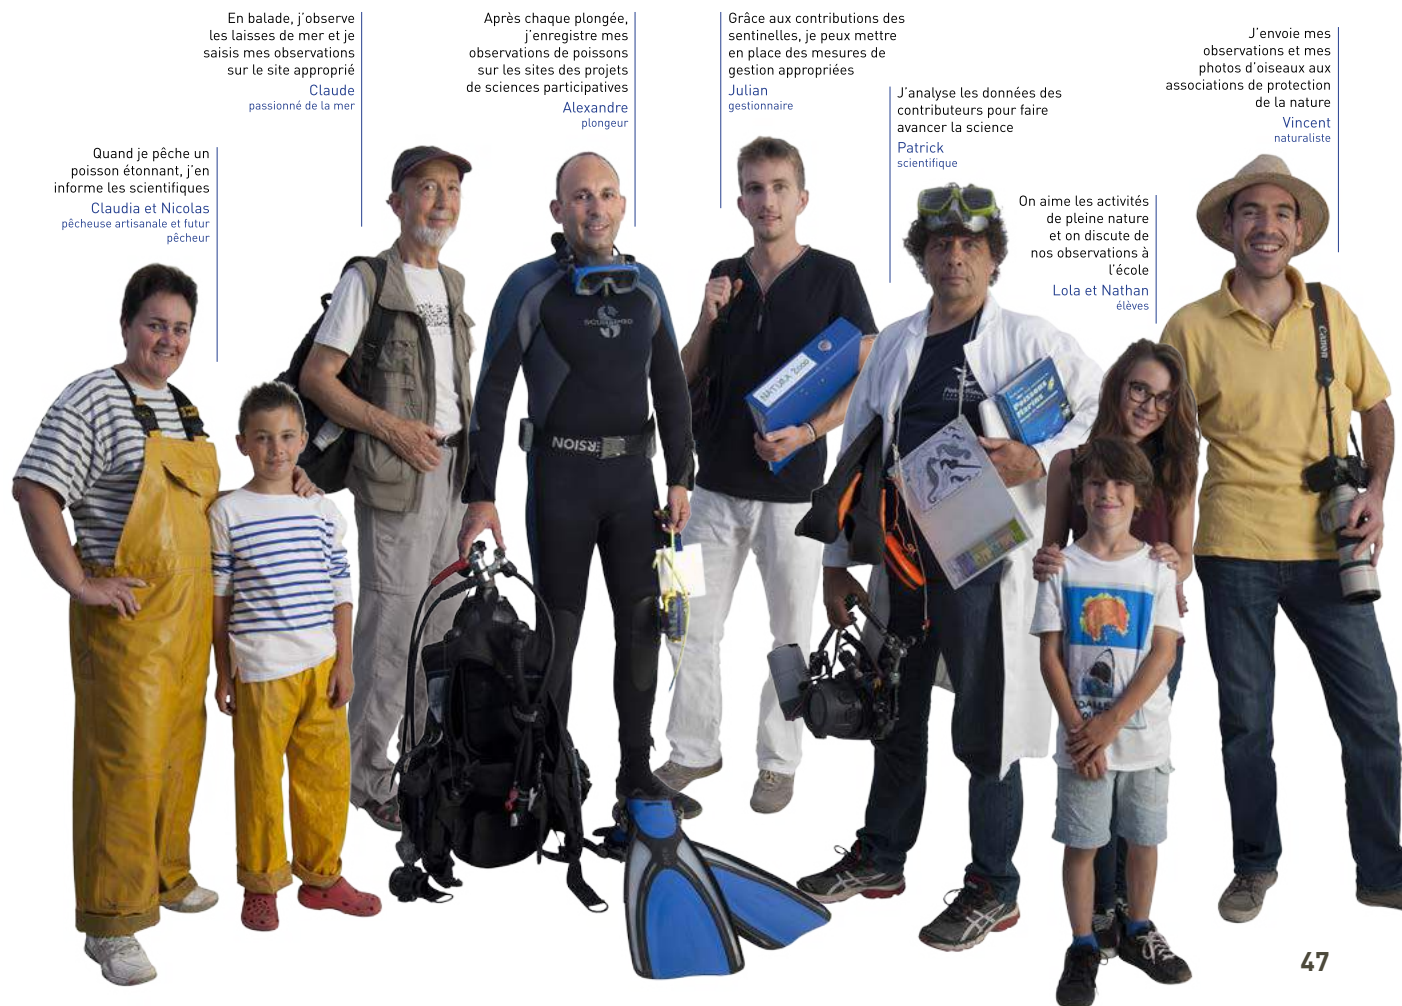 En balade, j'observe
les laisses de mer et je
saisis mes observations
sur le site approprié
Claude
passionné de la mer
Après chaque plongée,
j'enregistre mes
observations de poissons
sur les sites des projets
de sciences participatives
Alexandre
plongeur
Grâce aux contributions des
sentinelles, je peux mettre
en place des mesures de
gestion appropriées
Julian
gestionnaire
J'analyse les données des
contributeurs pour faire
avancer la science
Patrick
scientifique
J'envoie mes
observations et mes
photos d'oiseaux aux
associations de protection
de la nature
Vincent
naturaliste
Quand je pêche un
poisson étonnant, j'en
informe les scientifiques
Claudia et Nicolas
pêcheuse artisanale et futur
pêcheur
On aime les activités
de pleine nature
et on discute de
nos observations à
l'école
Lola et Nathan
élèves
SCUBAPRO
NATURA 2000
Poissons
Marins
Canon
47